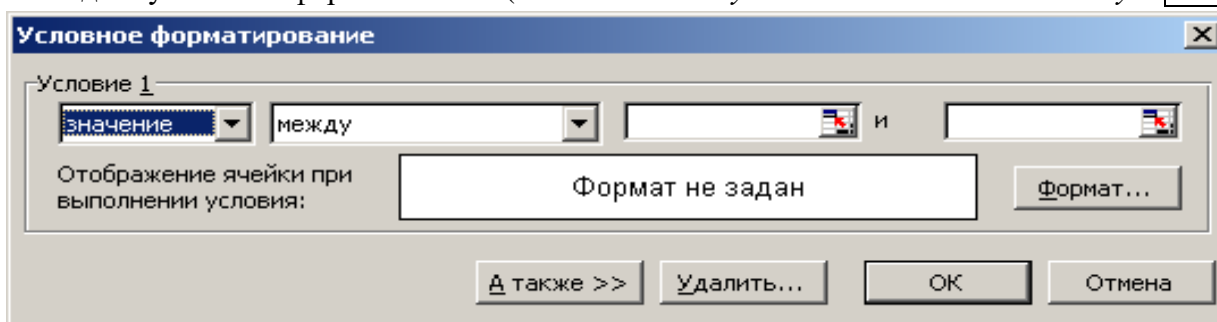 Условное форматирование
Условие 1
значение между и
Отображение ячейки при
выполнении условия:
Формат не задан
Формат...
А также >> Удалить... ОК Отмена